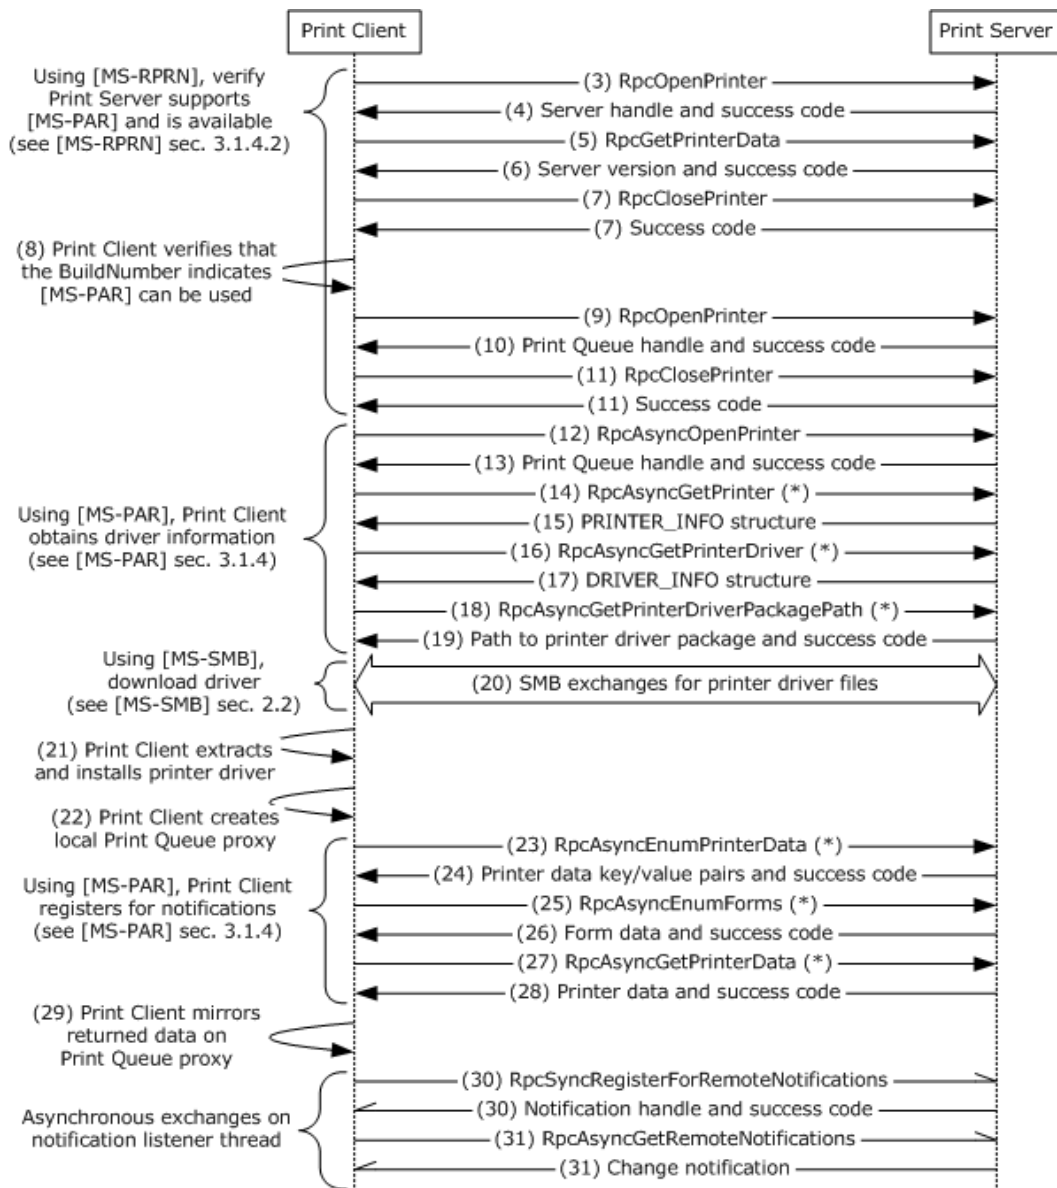 Print Client
Print Server
Using [MS-RPRN], verify
Print Server supports
[MS-PAR] and is available
(see [MS-RPRN] sec. 3.1.4.2)
(3) RpcOpenPrinter
(4) Server handle and success code
(5) RpcGetPrinterData
(6) Server version and success code
(7) RpcClosePrinter
(7) Success code
(8) Print Client verifies that
the BuildNumber indicates
[MS-PAR] can be used
(9) RpcOpenPrinter
(10) Print Queue handle and success code
(11) RpcClosePrinter
(11) Success code
(12) RpcAsyncOpenPrinter
(13) Print Queue handle and success code
(14) RpcAsyncGetPrinter (*)
Using [MS-PAR], Print Client
obtains driver information
(see [MS-PAR] sec. 3.1.4)
(15) PRINTER_INFO structure
(16) RpcAsyncGetPrinterDriver (*)
(17) DRIVER_INFO structure
(18) RpcAsyncGetPrinterDriverPackagePath (*)
(19) Path to printer driver package and success code
Using [MS-SMB],
download driver
(see [MS-SMB] sec. 2.2)
(20) SMB exchanges for printer driver files
(21) Print Client extracts
and installs printer driver
(22) Print Client creates
local Print Queue proxy
(23) RpcAsyncEnumPrinterData (*)
(24) Printer data key/value pairs and success code
Using [MS-PAR], Print Client
registers for notifications
(see [MS-PAR] sec. 3.1.4)
(25) RpcAsyncEnumForms (*)
(26) Form data and success code
(27) RpcAsyncGetPrinterData (*)
(28) Printer data and success code
(29) Print Client mirrors
returned data on
Print Queue proxy
(30) RpcSyncRegisterForRemoteNotifications
(30) Notification handle and success code
Asynchronous exchanges on
notification listener thread
(31) RpcAsyncGetRemoteNotifications
(31) Change notification